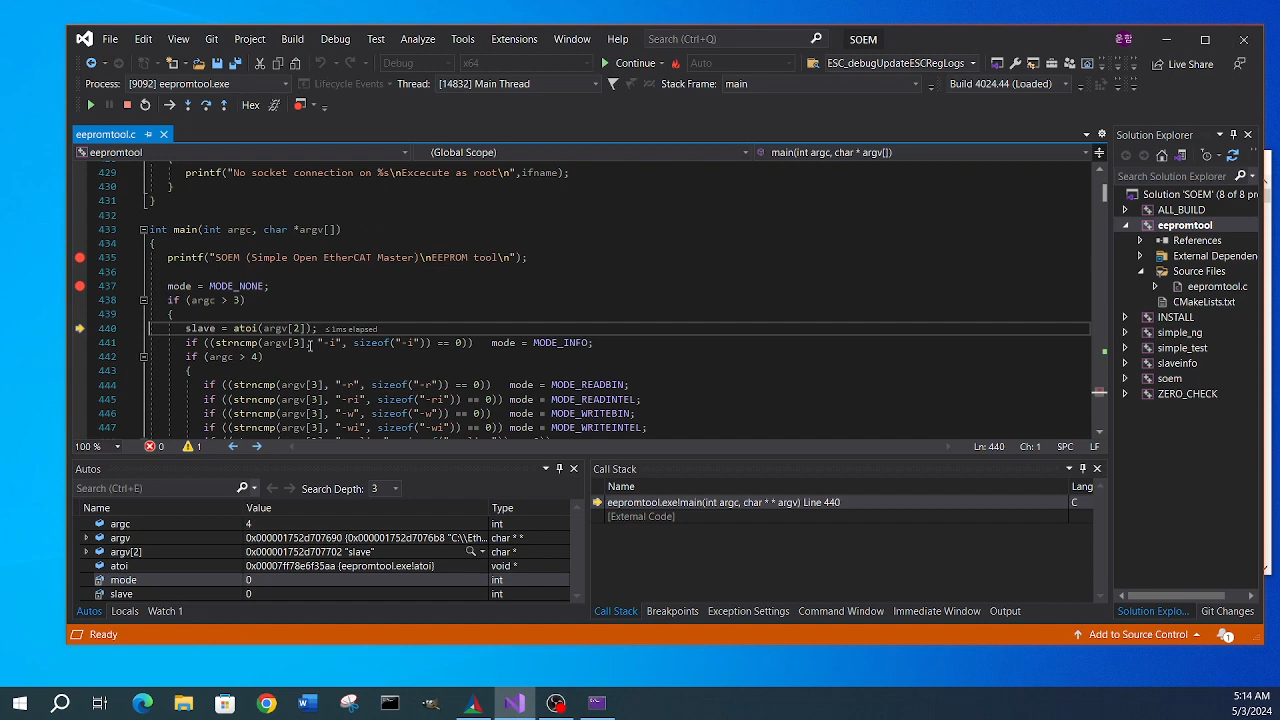 File Edit View Git Project Build Debug Test Analyze Tools Extensions Window Help Search (Ctrl+Q) SOEM 운함
Debug x64 Continue Auto ESC_debugUpdateESCRegLogs Live Share
Process: [9092] eepromtool.exe Lifecycle Events Thread: [14832] Main Thread Stack Frame: main Build 4024.44 (Loaded)
Hex
eepromtool.c
eepromtool (Global Scope) main(int argc, char * argv[])
429 printf("No socket connection on %s\nExcecute as root\n",ifname);
430 }
431 }
432
433 int main(int argc, char *argv[])
434 {
435 printf("SOEM (Simple Open EtherCAT Master)\nEEPROM tool\n");
436
437 mode = MODE_NONE;
438 if (argc > 3)
439 {
440 slave = atoi(argv[2]); ≤1ms elapsed
441 if ((strncmp(argv[3], "-i", sizeof("-i")) == 0)) mode = MODE_INFO;
442 if (argc > 4)
443 {
444 if ((strncmp(argv[3], "-r", sizeof("-r")) == 0)) mode = MODE_READBIN;
445 if ((strncmp(argv[3], "-ri", sizeof("-ri")) == 0)) mode = MODE_READINTEL;
446 if ((strncmp(argv[3], "-w", sizeof("-w")) == 0)) mode = MODE_WRITEBIN;
447 if ((strncmp(argv[3], "-wi", sizeof("-wi")) == 0)) mode = MODE_WRITEINTEL;
100 % 0 1 Ln: 440 Ch: 1 SPC LF
Solution Explorer
Search Solution Explorer
Solution 'SOEM' (8 of 8 pro
ALL_BUILD
eepromtool
References
External Depende
Source Files
eepromtool.c
CMakeLists.txt
INSTALL
simple_ng
simple_test
slaveinfo
soem
ZERO_CHECK
Autos
Search (Ctrl+E) Search Depth: 3
Name Value Type
argc 4 int
argv 0x000001752d707690 {0x000001752d7076b8 "C:\\Eth char * *
argv[2] 0x000001752d707702 "slave" char *
atoi 0x00007ff78e6f35aa {eepromtool.exe!atoi} void *
mode 0 int
slave 0 int
Autos Locals Watch 1
Call Stack
Name Lang
eepromtool.exe!main(int argc, char * * argv) Line 440 C
[External Code]
Call Stack Breakpoints Exception Settings Command Window Immediate Window Output
Solution Explo... Git Changes
Ready Add to Source Control 1
5:14 AM
5/3/2024